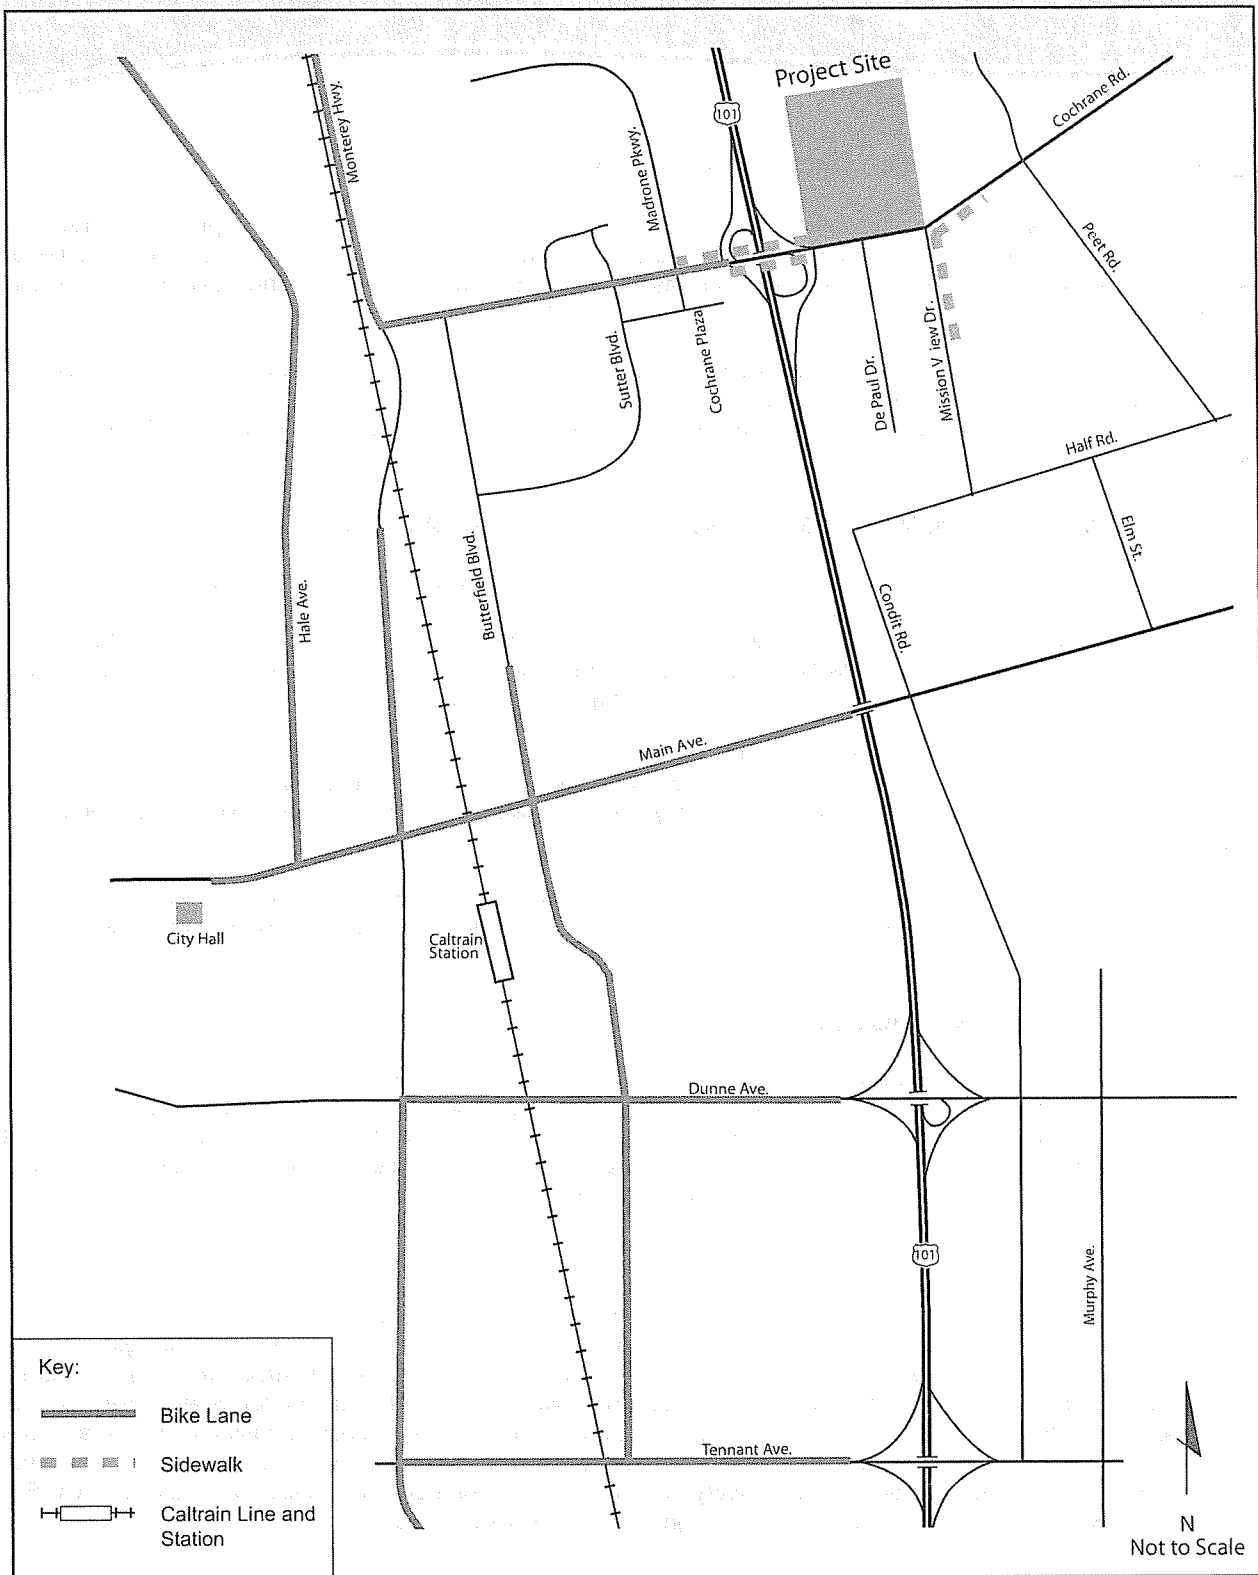 Project Site
101
Cochrane Rd.
Monterey Hwy.
Madrone Pkwy.
Peet Rd.
Sutter Blvd.
Cochrane Plaza
De Paul Dr.
Mission V iew Dr.
Half Rd.
Elm St.
Hale Ave.
Butterfield Blvd.
Condit Rd.
Main Ave.
City Hall
Caltrain
Station
Dunne Ave.
101
Murphy Ave.
Tennant Ave.
Key:
Bike Lane
Sidewalk
Caltrain Line and
Station
N
Not to Scale